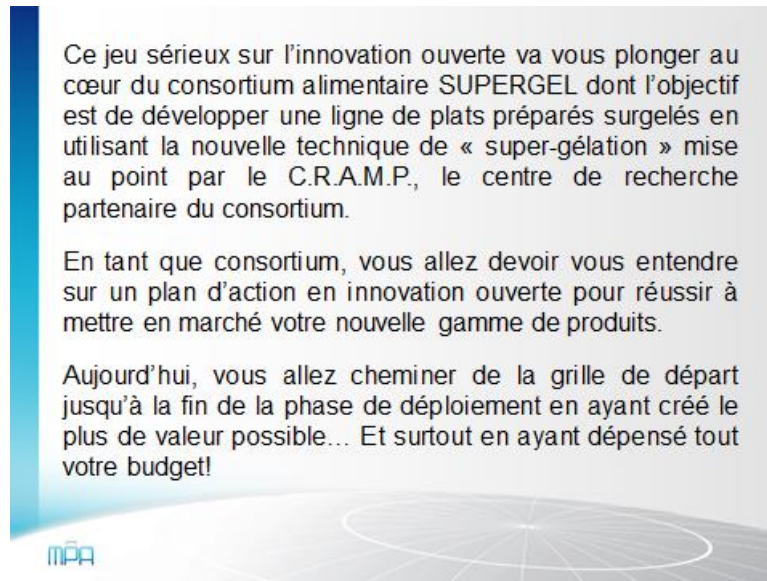 Ce jeu sérieux sur l'innovation ouverte va vous plonger au
cœur du consortium alimentaire SUPERGEL dont l'objectif
est de développer une ligne de plats préparés surgelés en
utilisant la nouvelle technique de « super-gélation » mise
au point par le C.R.A.M.P., le centre de recherche
partenaire du consortium.
En tant que consortium, vous allez devoir vous entendre
sur un plan d'action en innovation ouverte pour réussir à
mettre en marché votre nouvelle gamme de produits.
Aujourd'hui, vous allez cheminer de la grille de départ
jusqu'à la fin de la phase de déploiement en ayant créé le
plus de valeur possible… Et surtout en ayant dépensé tout
votre budget!
mpa